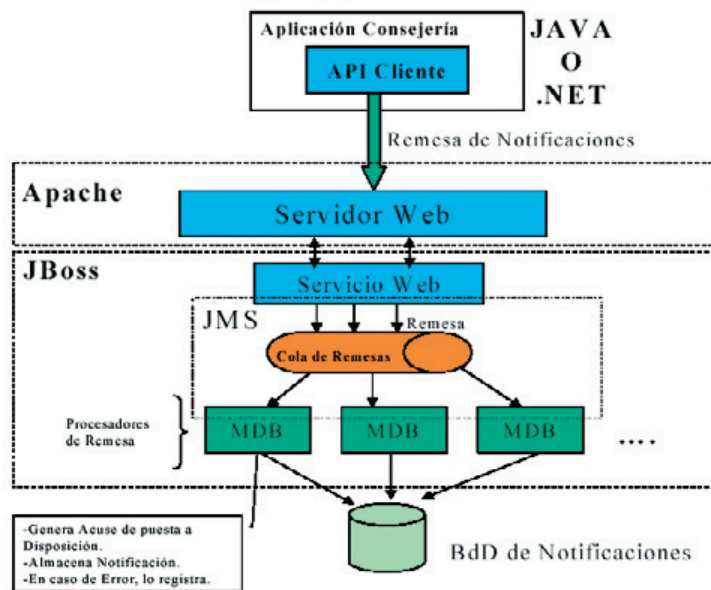 Aplicación Consejería
API Cliente
JAVA
O
.NET
Remesa de Notificaciones
Apache
Servidor Web
JBoss
Servicio Web
JMS
Remesa
Cola de Remesas
Procesadores
de Remesa
MDB
MDB
MDB
....
-Genera Acuse de puesta a
Disposición.
-Almacena Notificación.
-En caso de Error, lo registra.
BdD de Notificaciones